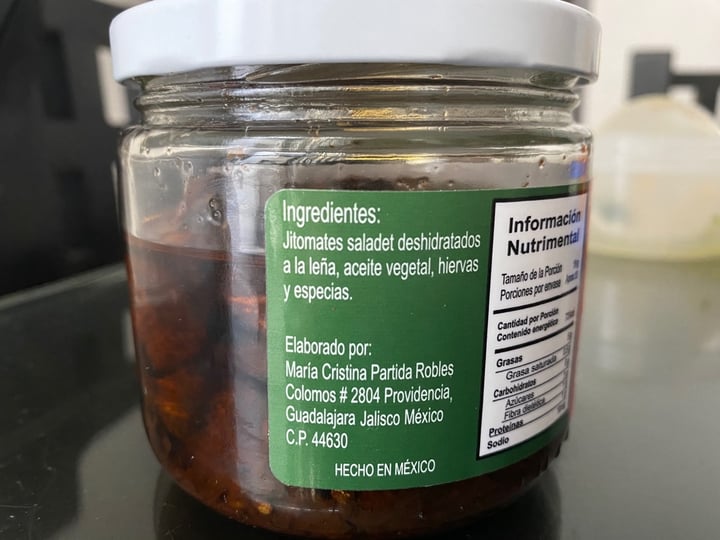 Ingredientes:
Jitomates saladet deshidratados
a la leña, aceite vegetal, hiervas
y especias.
Elaborado por:
María Cristina Partida Robles
Colomos # 2804 Providencia,
Guadalajara Jalisco México
C.P. 44630
HECHO EN MÉXICO
Información
Nutrimental
Tamaño de la Porción
Porciones por envase
Cantidad por Porción
Contenido energético
Grasas
Grasa saturada
Carbohidratos
Azúcares
Fibra dietética
Proteínas
Sodio